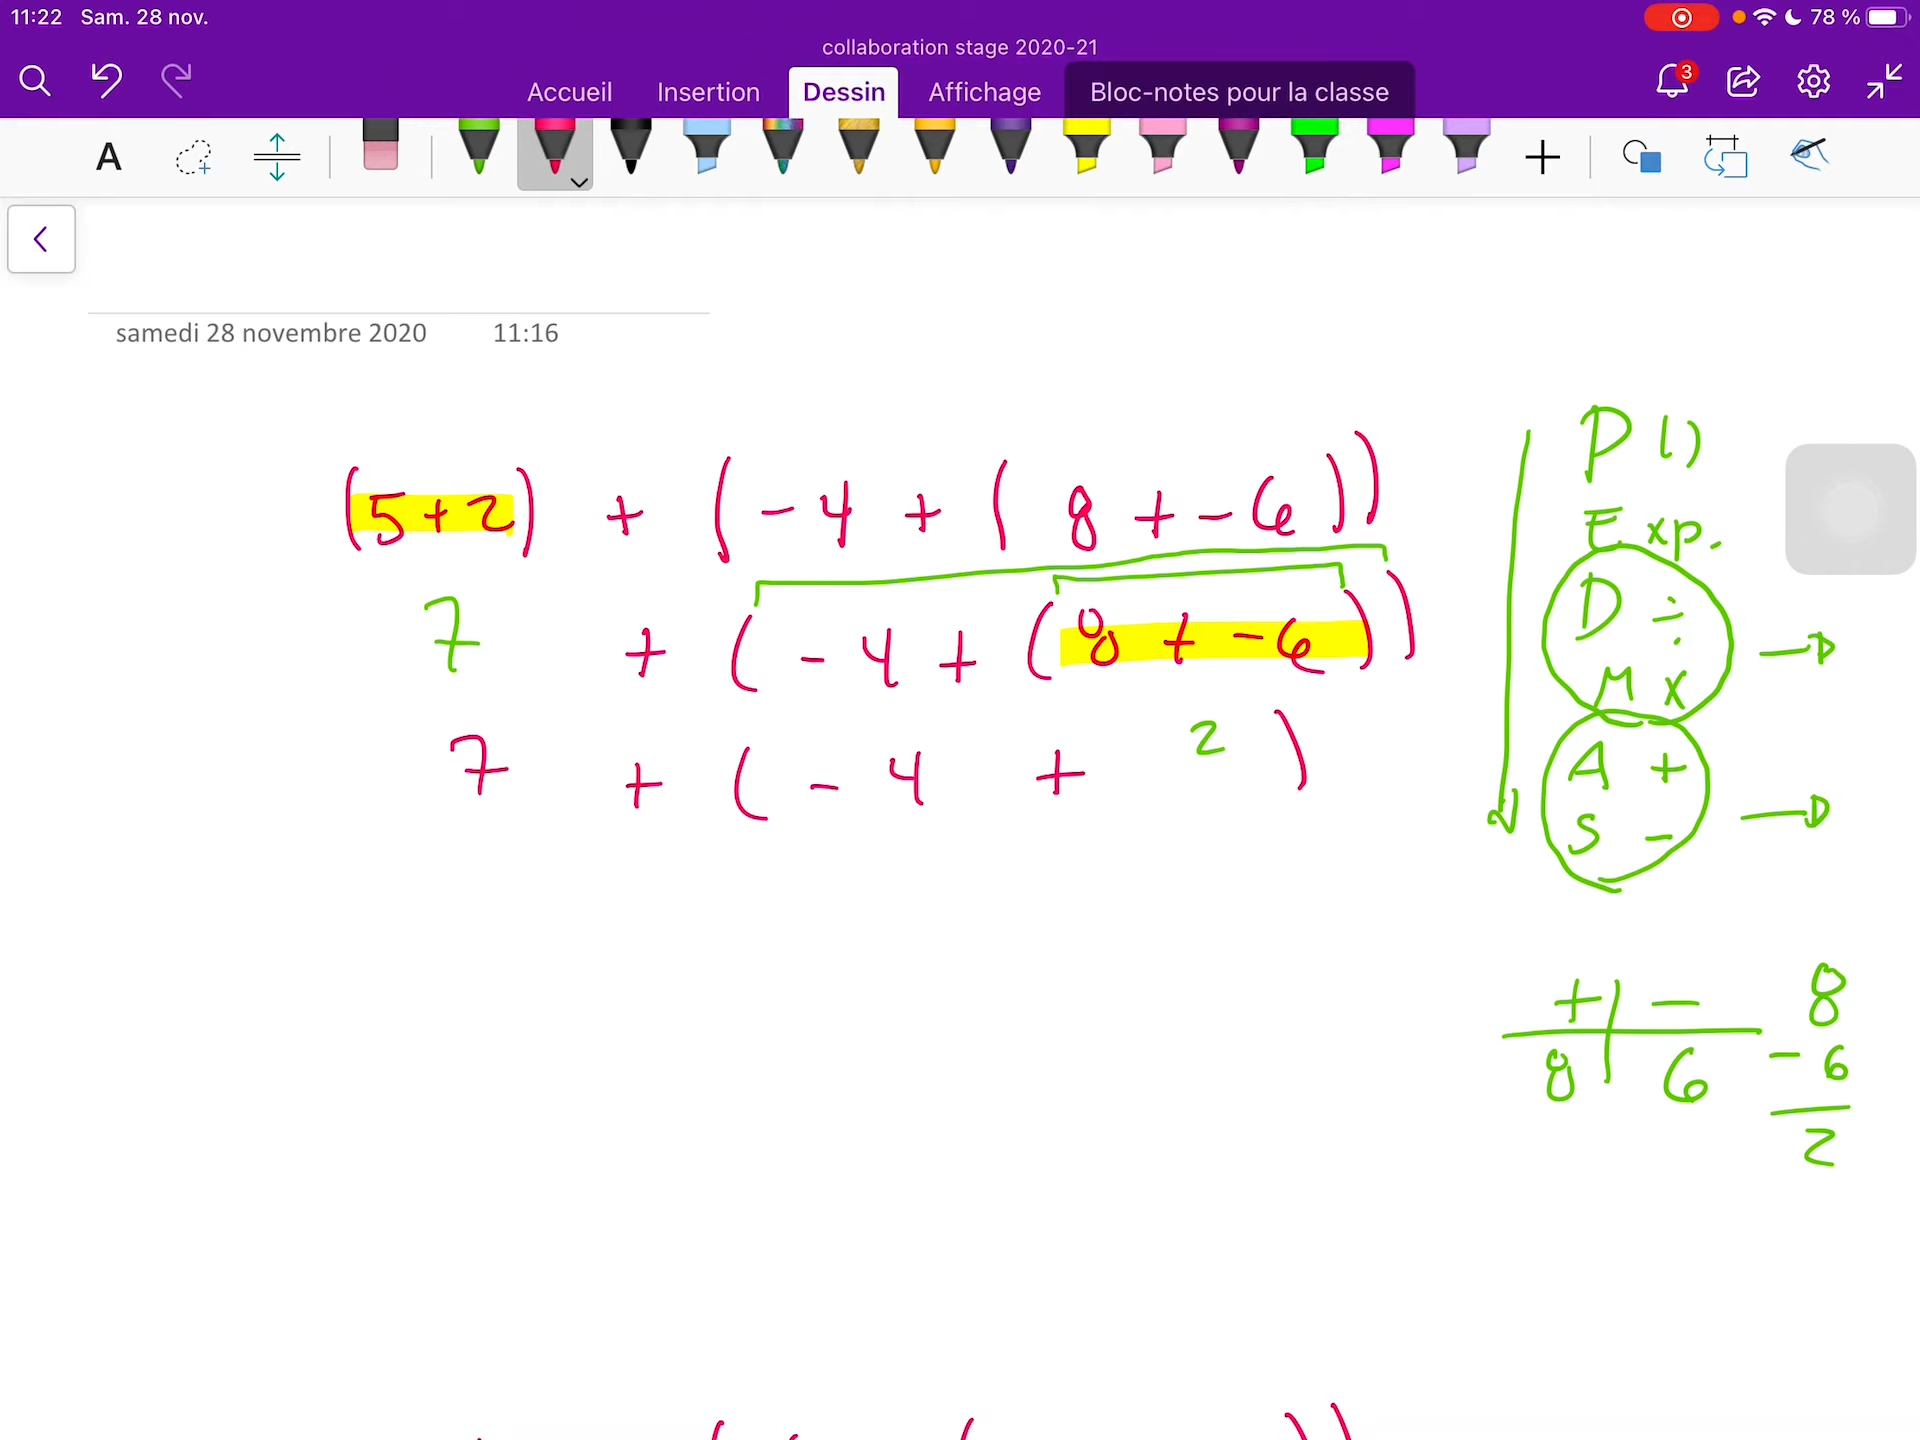 11:22 Sam. 28 nov. 78 %
collaboration stage 2020-21
Accueil Insertion Dessin Affichage Bloc-notes pour la classe 3
A
samedi 28 novembre 2020 11:16
(5+2) + (-4 + (8 + -6))
7 + (-4 + (8 + -6))
7 + (-4 + 2)
P ()
Exp.
D ÷
M x
A +
S -
+ | -
8 | 6
8
- 6
2